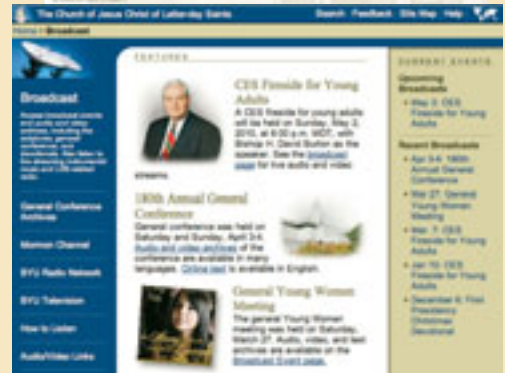 The Church of Jesus Christ of Latter-day Saints
Search Feedback Site Map Help
Home > Broadcast
Broadcast
Access broadcast events
and audio and video
archives, including the
scriptures, general
conference, and
devotionals. Also listen to
live streaming instrumental
music and LDS-related
radio.
General Conference
Archives
Mormon Channel
BYU Radio Network
BYU Television
How to Listen
Audio/Video Links
FEATURES
CES Fireside for Young
Adults
A CES fireside for young adults
will be held on Sunday, May 2,
2010, at 6:00 p.m. MDT, with
Bishop H. David Burton as the
speaker. See the broadcast
page for live audio and video
streams.
180th Annual General
Conference
General conference was held on
Saturday and Sunday, April 3-4.
Audio and video archives of the
conference are available in many
languages. Online text is available in English.
General Young Women
Meeting
The general Young Women
meeting was held on Saturday,
March 27. Audio, video, and text
archives are available on the
Broadcast Event page.
CURRENT EVENTS
Upcoming
Broadcasts
• May 2: CES
Fireside for Young
Adults
Recent Broadcasts
• Apr 3-4: 180th
Annual General
Conference
• Mar 27: General
Young Women
Meeting
• Mar. 7: CES
Fireside for Young
Adults
• Jan 10: CES
Fireside for Young
Adults
• December 6: First
Presidency
Christmas
Devotional